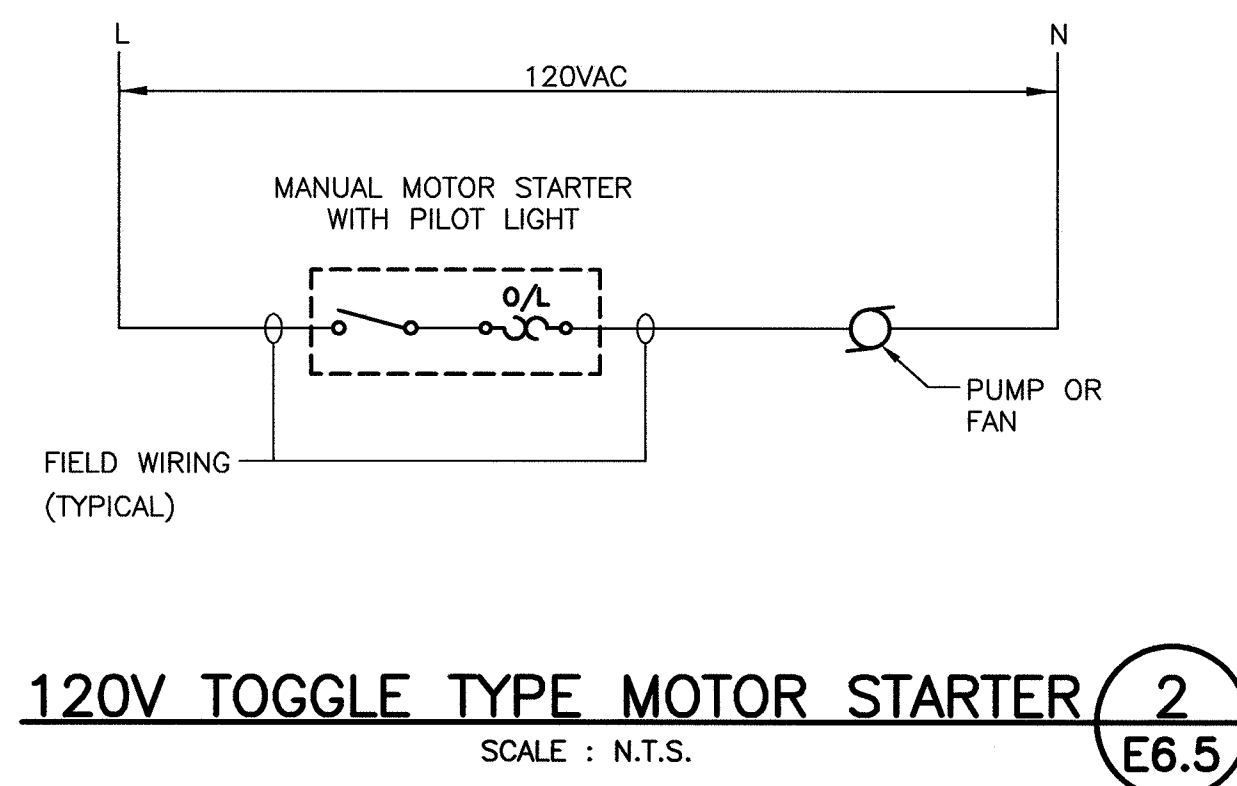 L
N
120VAC
MANUAL MOTOR STARTER
WITH PILOT LIGHT
O/L
PUMP OR
FAN
FIELD WIRING
(TYPICAL)
120V TOGGLE TYPE MOTOR STARTER
2
E6.5
SCALE : N.T.S.